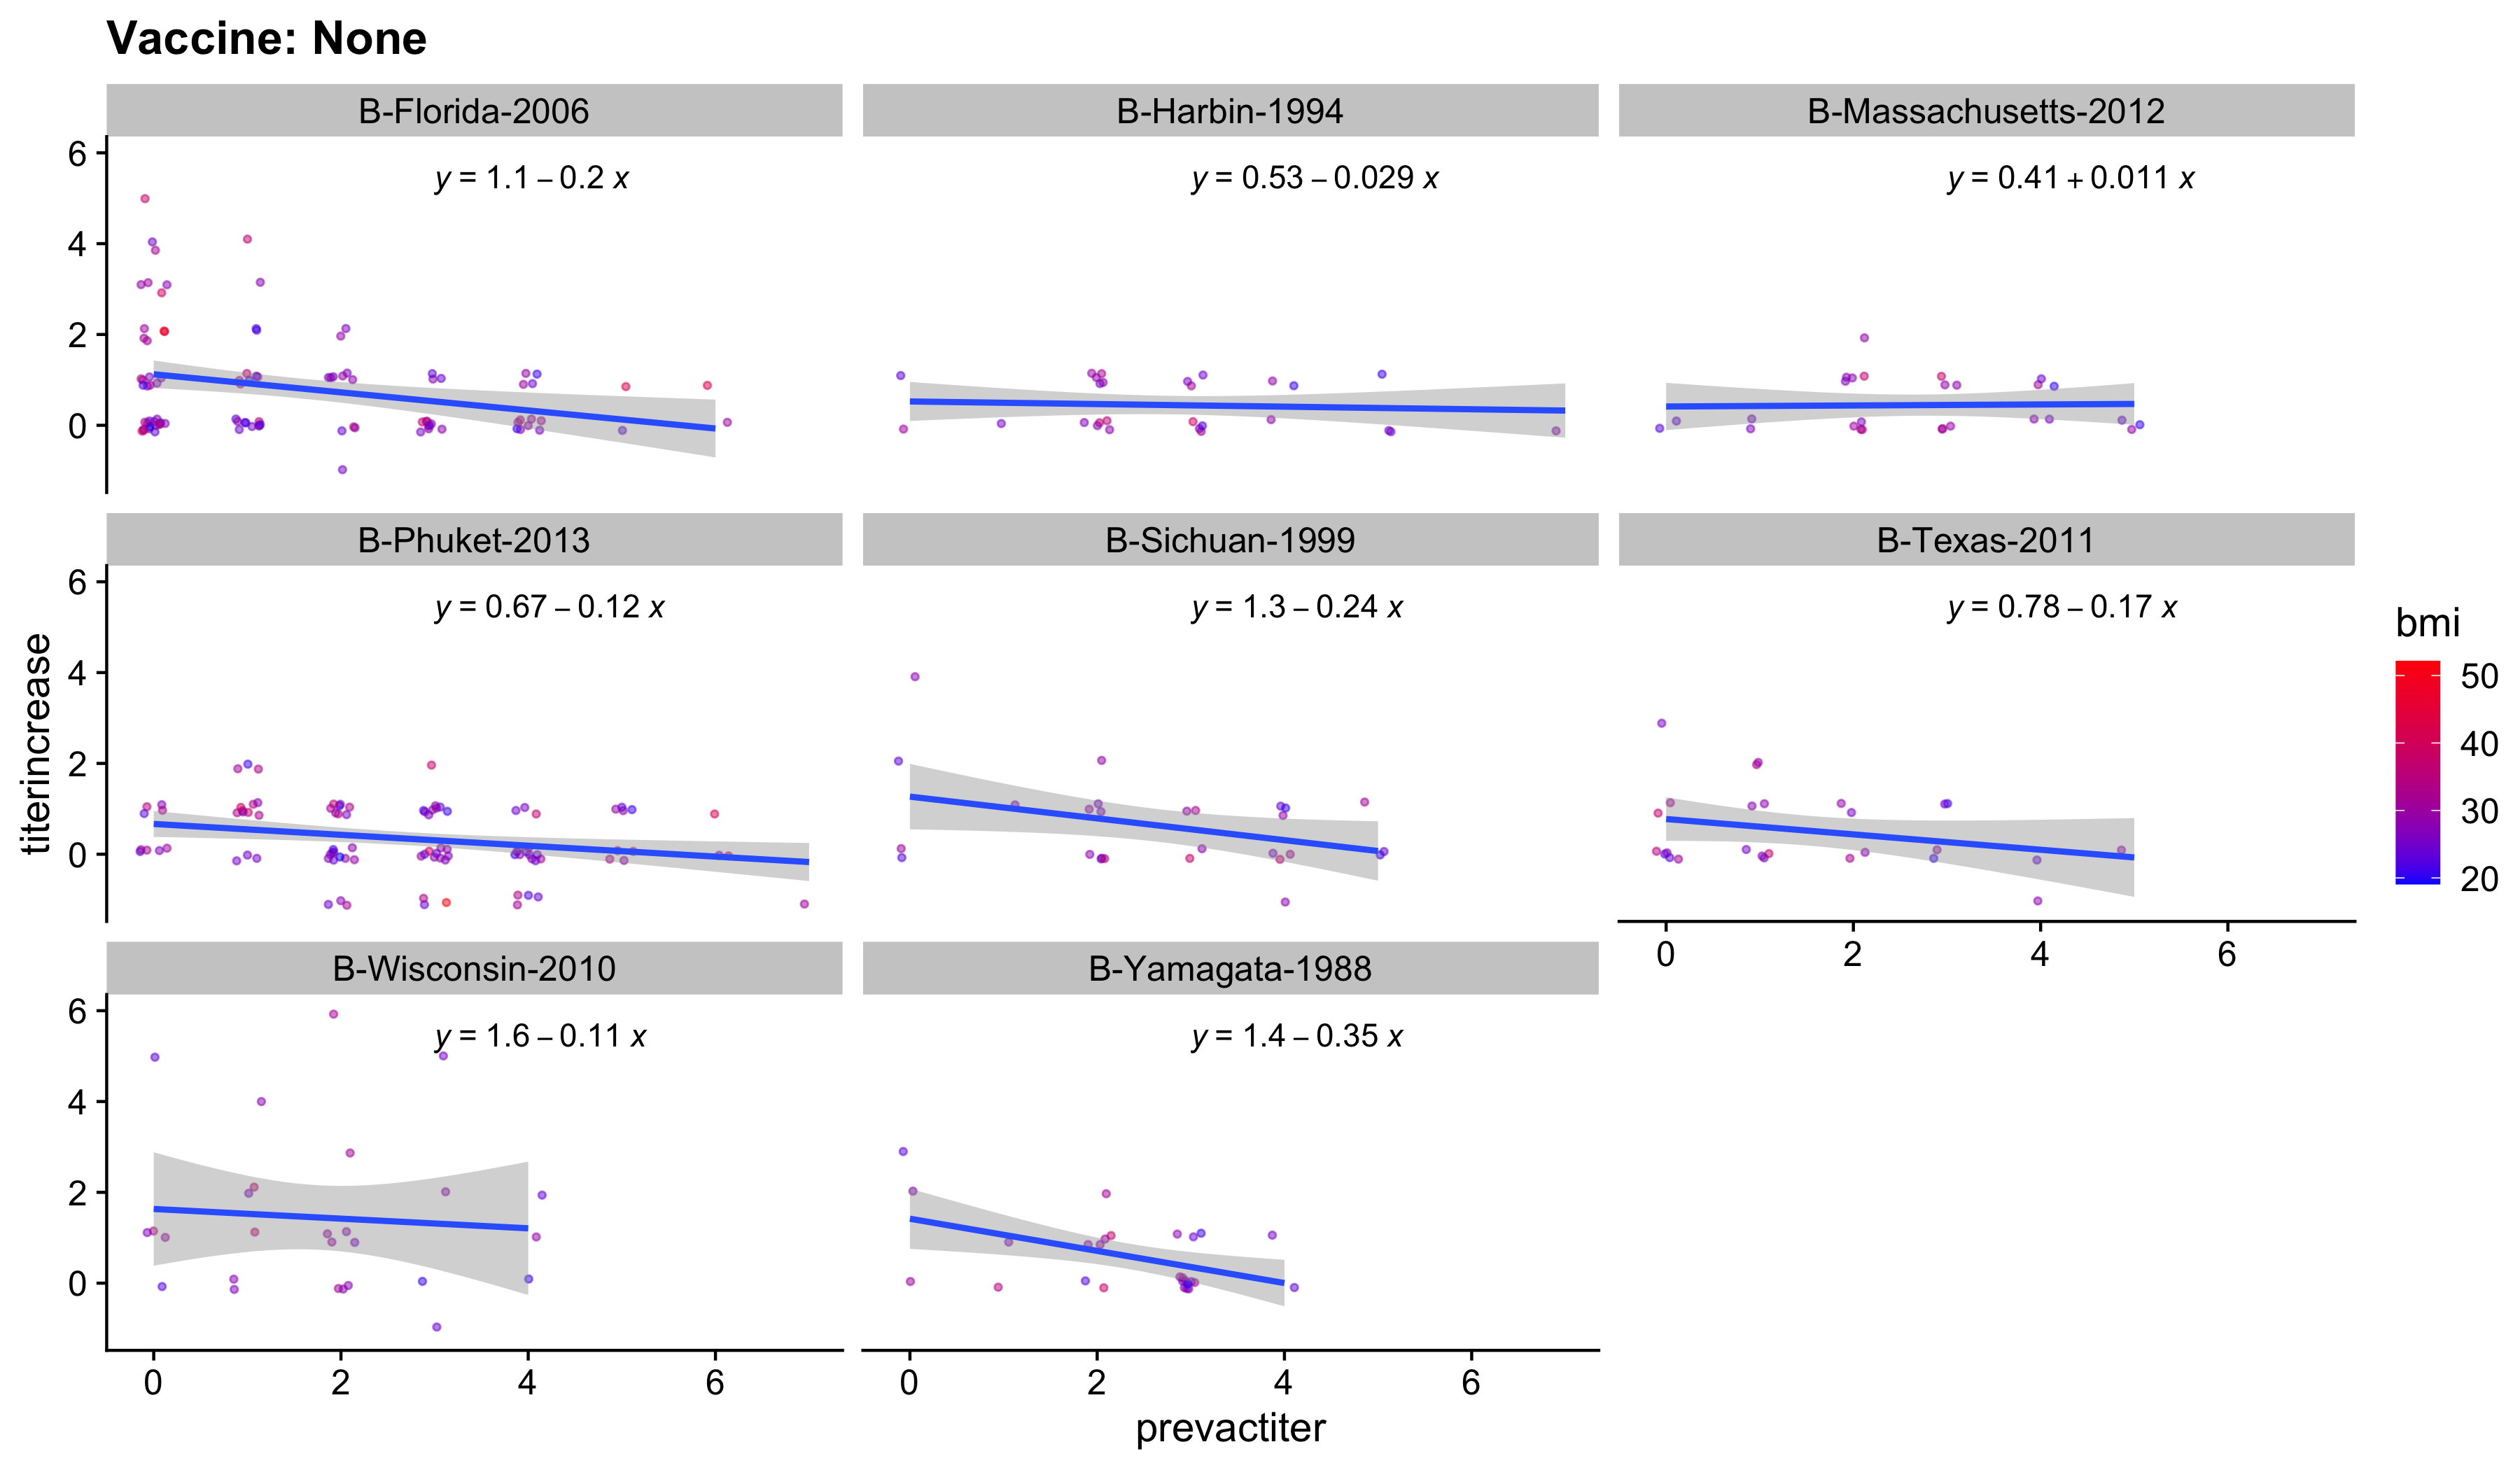 Vaccine: None
B-Florida-2006
B-Harbin-1994
B-Massachusetts-2012
y = 1.1 – 0.2 x
y = 0.53 – 0.029 x
y = 0.41 + 0.011 x
6
4
2
0
B-Phuket-2013
B-Sichuan-1999
B-Texas-2011
y = 0.67 – 0.12 x
y = 1.3 – 0.24 x
y = 0.78 – 0.17 x
6
4
2
0
0 2 4 6
titerincrease
bmi
50
40
30
20
B-Wisconsin-2010
B-Yamagata-1988
y = 1.6 – 0.11 x
y = 1.4 – 0.35 x
6
4
2
0
0 2 4 6
0 2 4 6
prevactiter